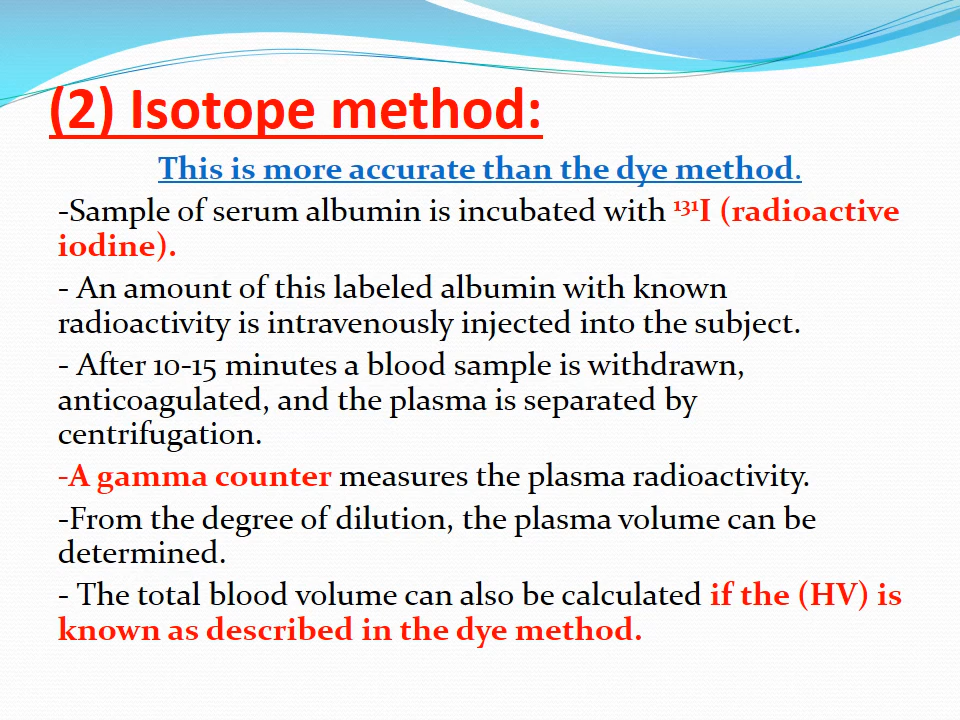 (2) Isotope method:
This is more accurate than the dye method.
-Sample of serum albumin is incubated with ¹³¹I (radioactive
iodine).
- An amount of this labeled albumin with known
radioactivity is intravenously injected into the subject.
- After 10-15 minutes a blood sample is withdrawn,
anticoagulated, and the plasma is separated by
centrifugation.
-A gamma counter measures the plasma radioactivity.
-From the degree of dilution, the plasma volume can be
determined.
- The total blood volume can also be calculated if the (HV) is
known as described in the dye method.